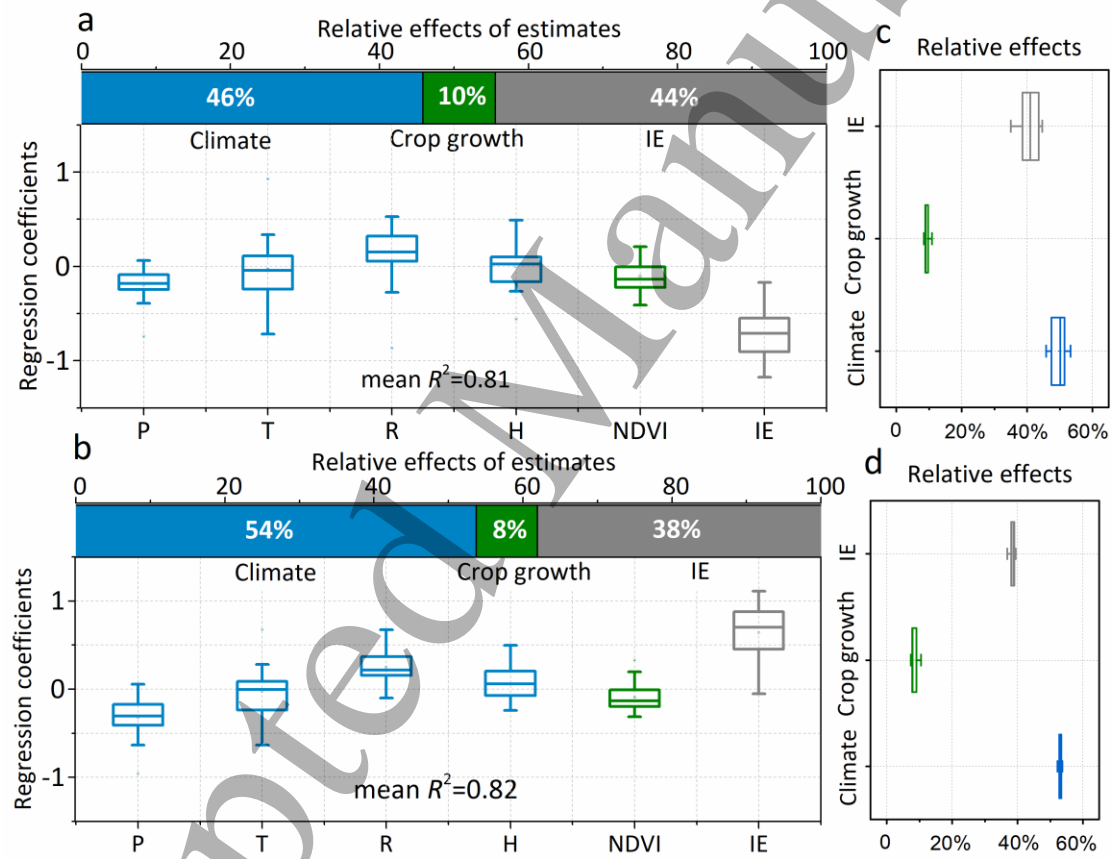 a
Relative effects of estimates
0 20 40 60 80 100
46% 10% 44%
Climate Crop growth IE
Regression coefficients
1
0
-1
mean R²=0.81
P T R H NDVI IE
c
Relative effects
IE
Crop growth
Climate
0 20% 40% 60%
b
Relative effects of estimates
0 20 40 60 80 100
54% 8% 38%
Climate Crop growth IE
Regression coefficients
1
0
-1
mean R²=0.82
P T R H NDVI IE
d
Relative effects
IE
Crop growth
Climate
0 20% 40% 60%
pted Manu